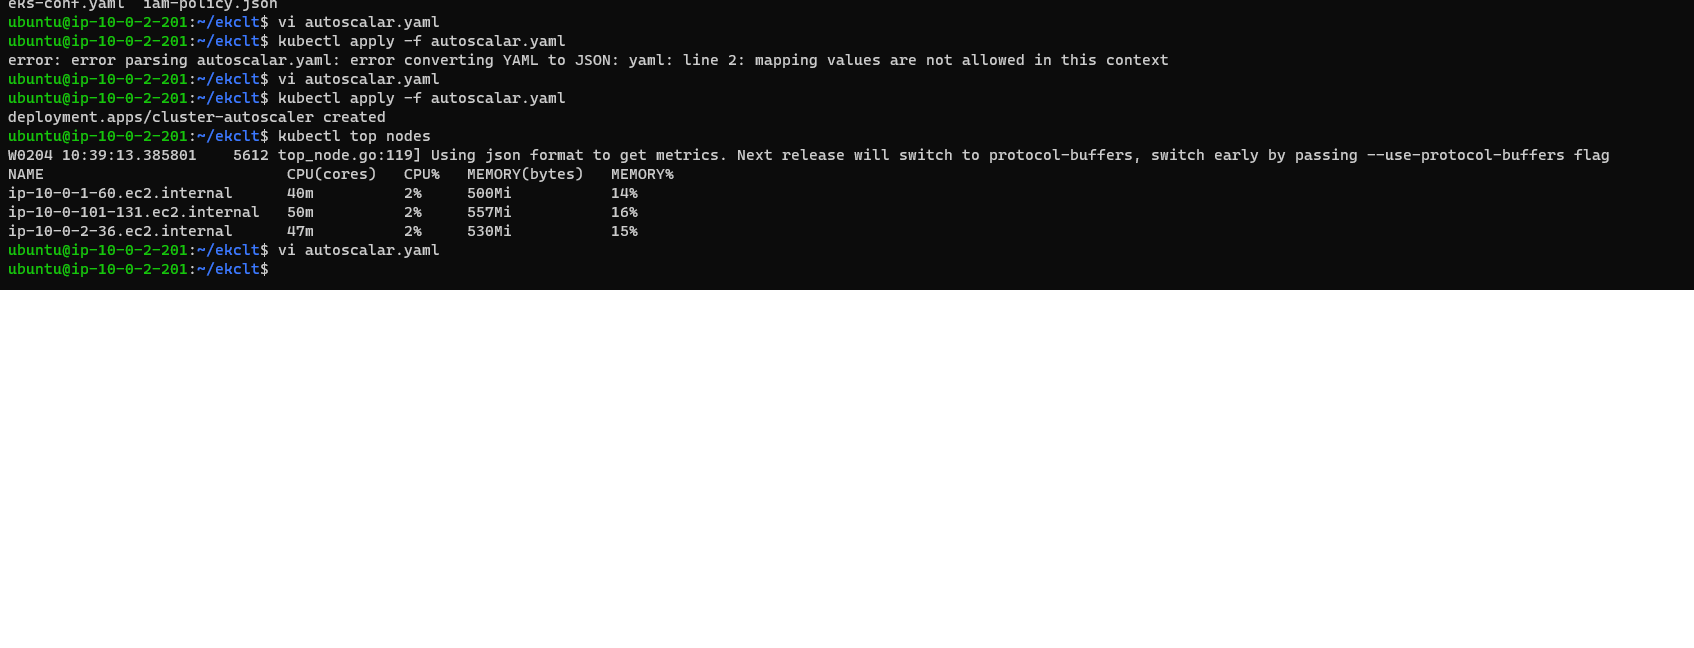 eks-conf.yaml  iam-policy.json
ubuntu@ip-10-0-2-201:~/ekclt$ vi autoscalar.yaml
ubuntu@ip-10-0-2-201:~/ekclt$ kubectl apply -f autoscalar.yaml
error: error parsing autoscalar.yaml: error converting YAML to JSON: yaml: line 2: mapping values are not allowed in this context
ubuntu@ip-10-0-2-201:~/ekclt$ vi autoscalar.yaml
ubuntu@ip-10-0-2-201:~/ekclt$ kubectl apply -f autoscalar.yaml
deployment.apps/cluster-autoscaler created
ubuntu@ip-10-0-2-201:~/ekclt$ kubectl top nodes
W0204 10:39:13.385801    5612 top_node.go:119] Using json format to get metrics. Next release will switch to protocol-buffers, switch early by passing --use-protocol-buffers flag
NAME                           CPU(cores)   CPU%   MEMORY(bytes)   MEMORY%
ip-10-0-1-60.ec2.internal      40m          2%     500Mi           14%
ip-10-0-101-131.ec2.internal   50m          2%     557Mi           16%
ip-10-0-2-36.ec2.internal      47m          2%     530Mi           15%
ubuntu@ip-10-0-2-201:~/ekclt$ vi autoscalar.yaml
ubuntu@ip-10-0-2-201:~/ekclt$